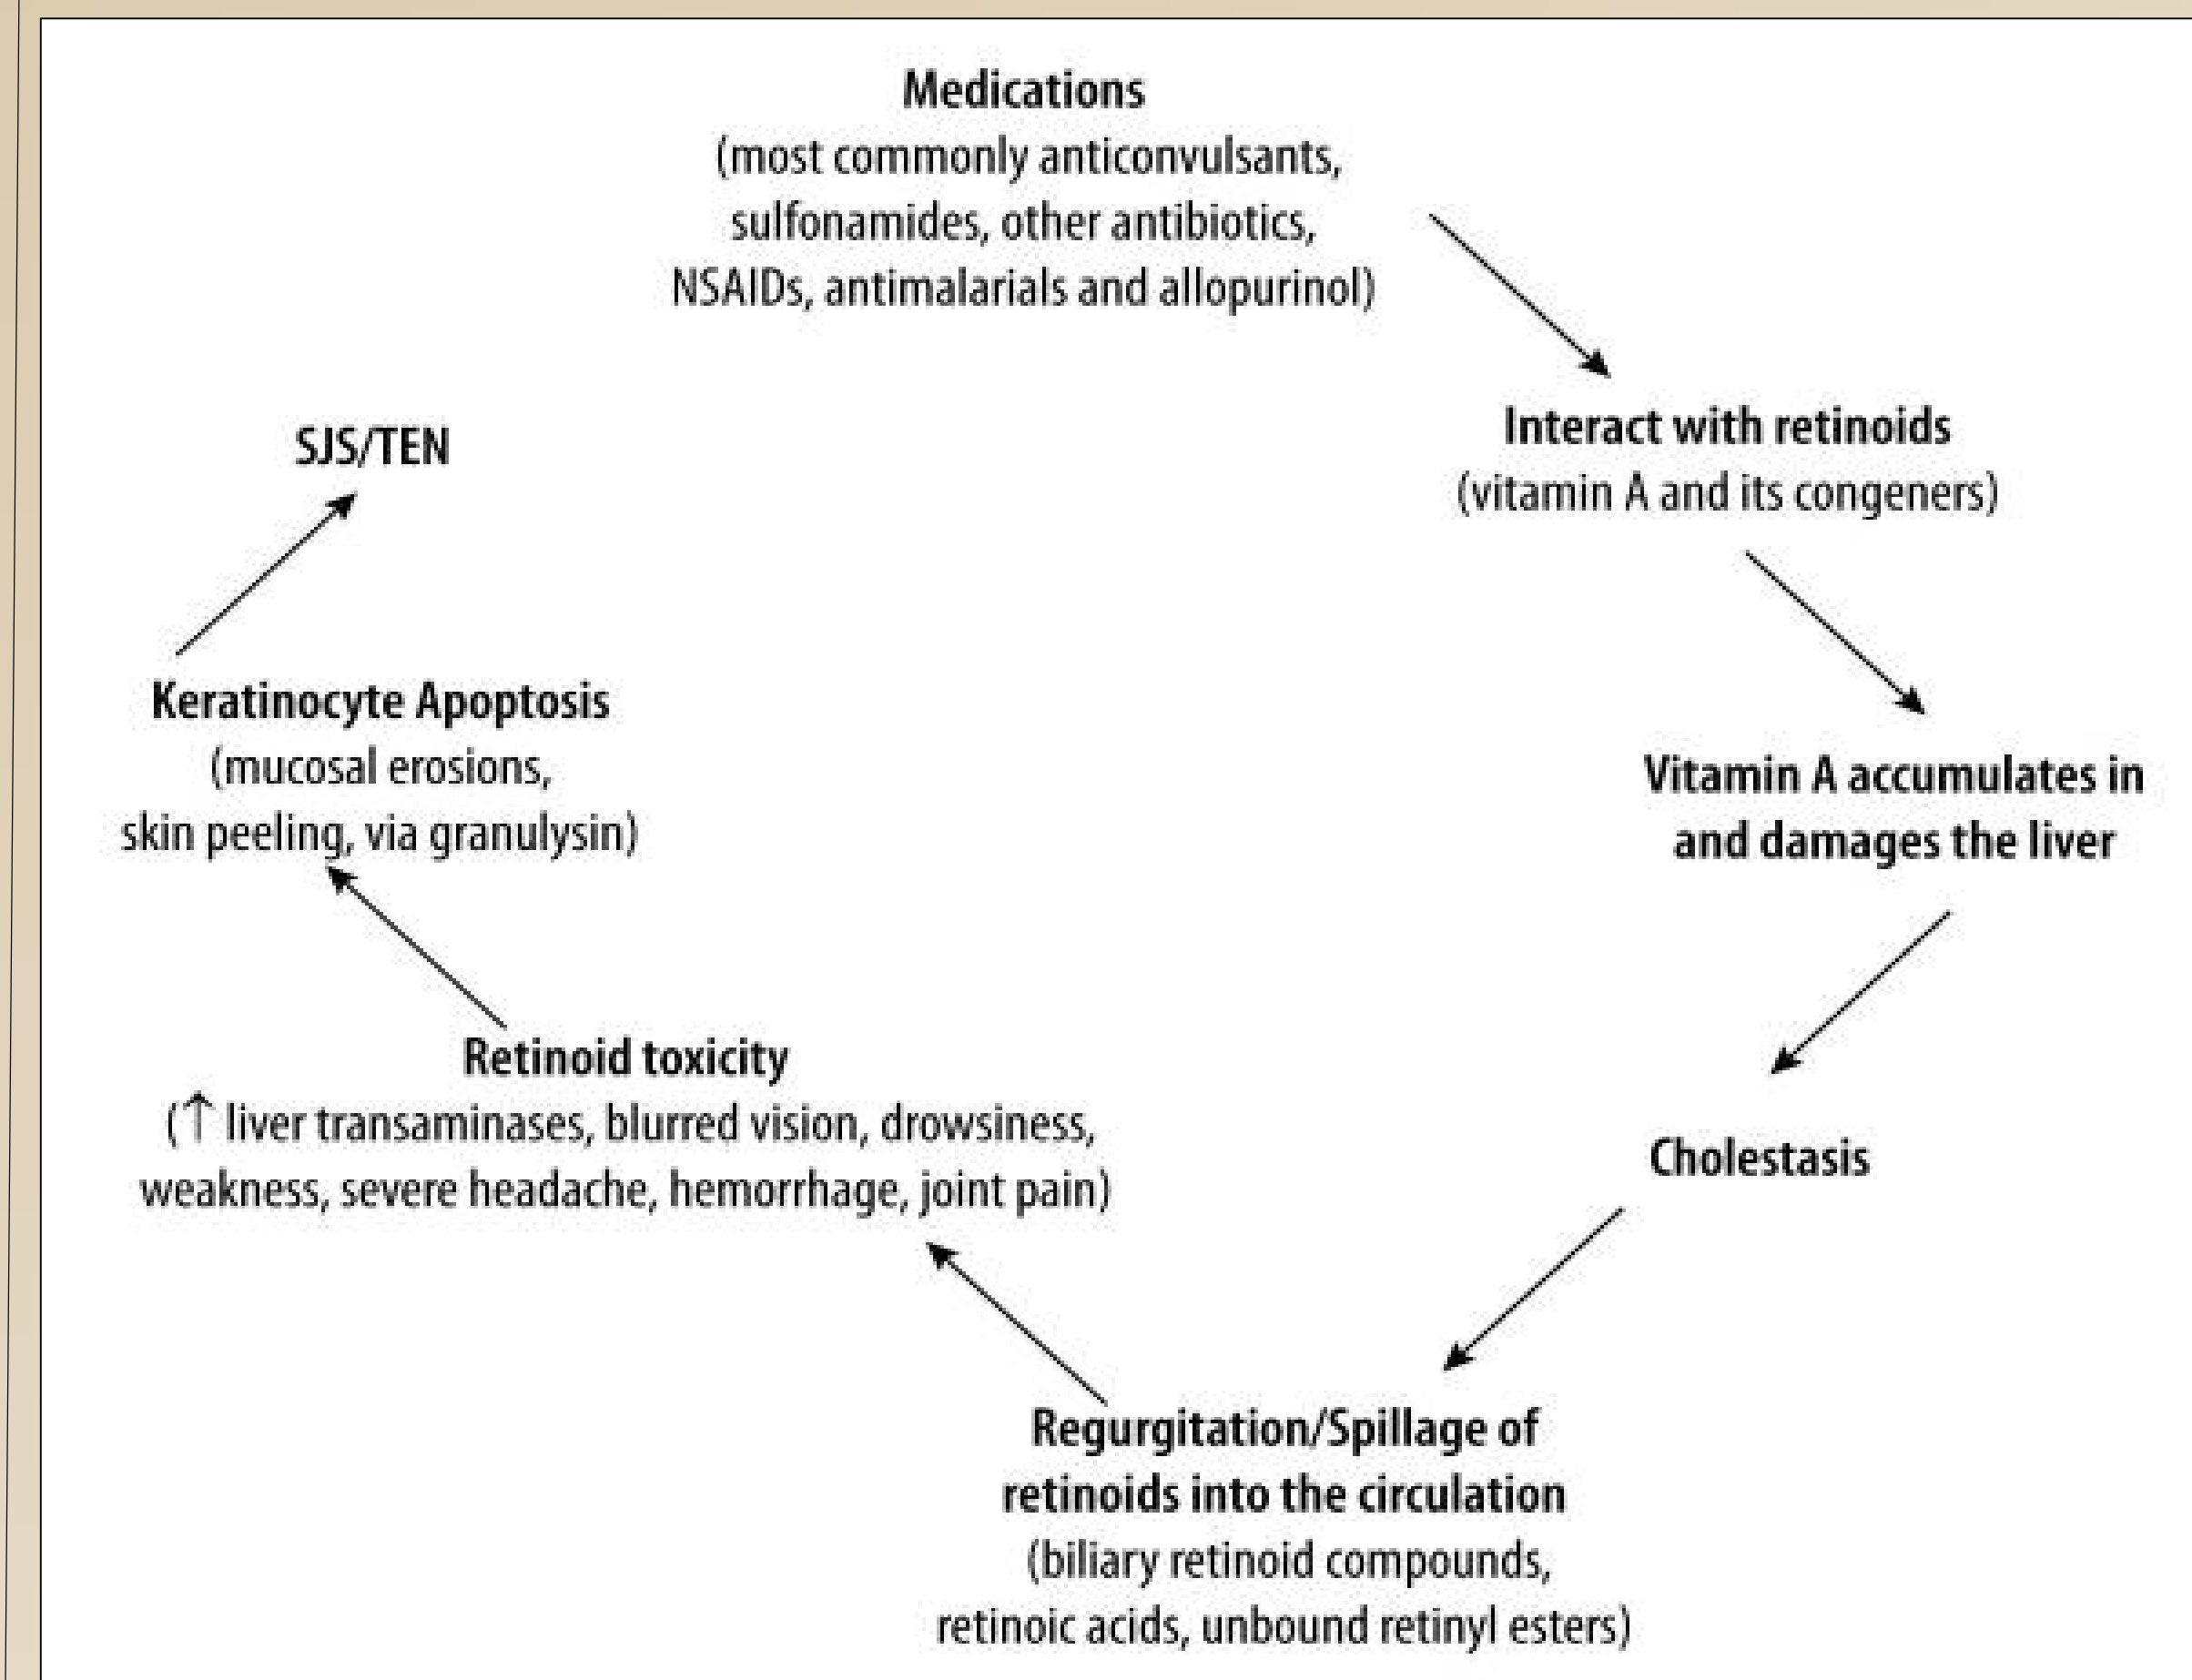 Medications
(most commonly anticonvulsants,
sulfonamides, other antibiotics,
NSAIDs, antimalarials and allopurinol)
Interact with retinoids
(vitamin A and its congeners)
Vitamin A accumulates in
and damages the liver
Cholestasis
Regurgitation/Spillage of
retinoids into the circulation
(biliary retinoid compounds,
retinoic acids, unbound retinyl esters)
Retinoid toxicity
(↑ liver transaminases, blurred vision, drowsiness,
weakness, severe headache, hemorrhage, joint pain)
Keratinocyte Apoptosis
(mucosal erosions,
skin peeling, via granulysin)
SJS/TEN